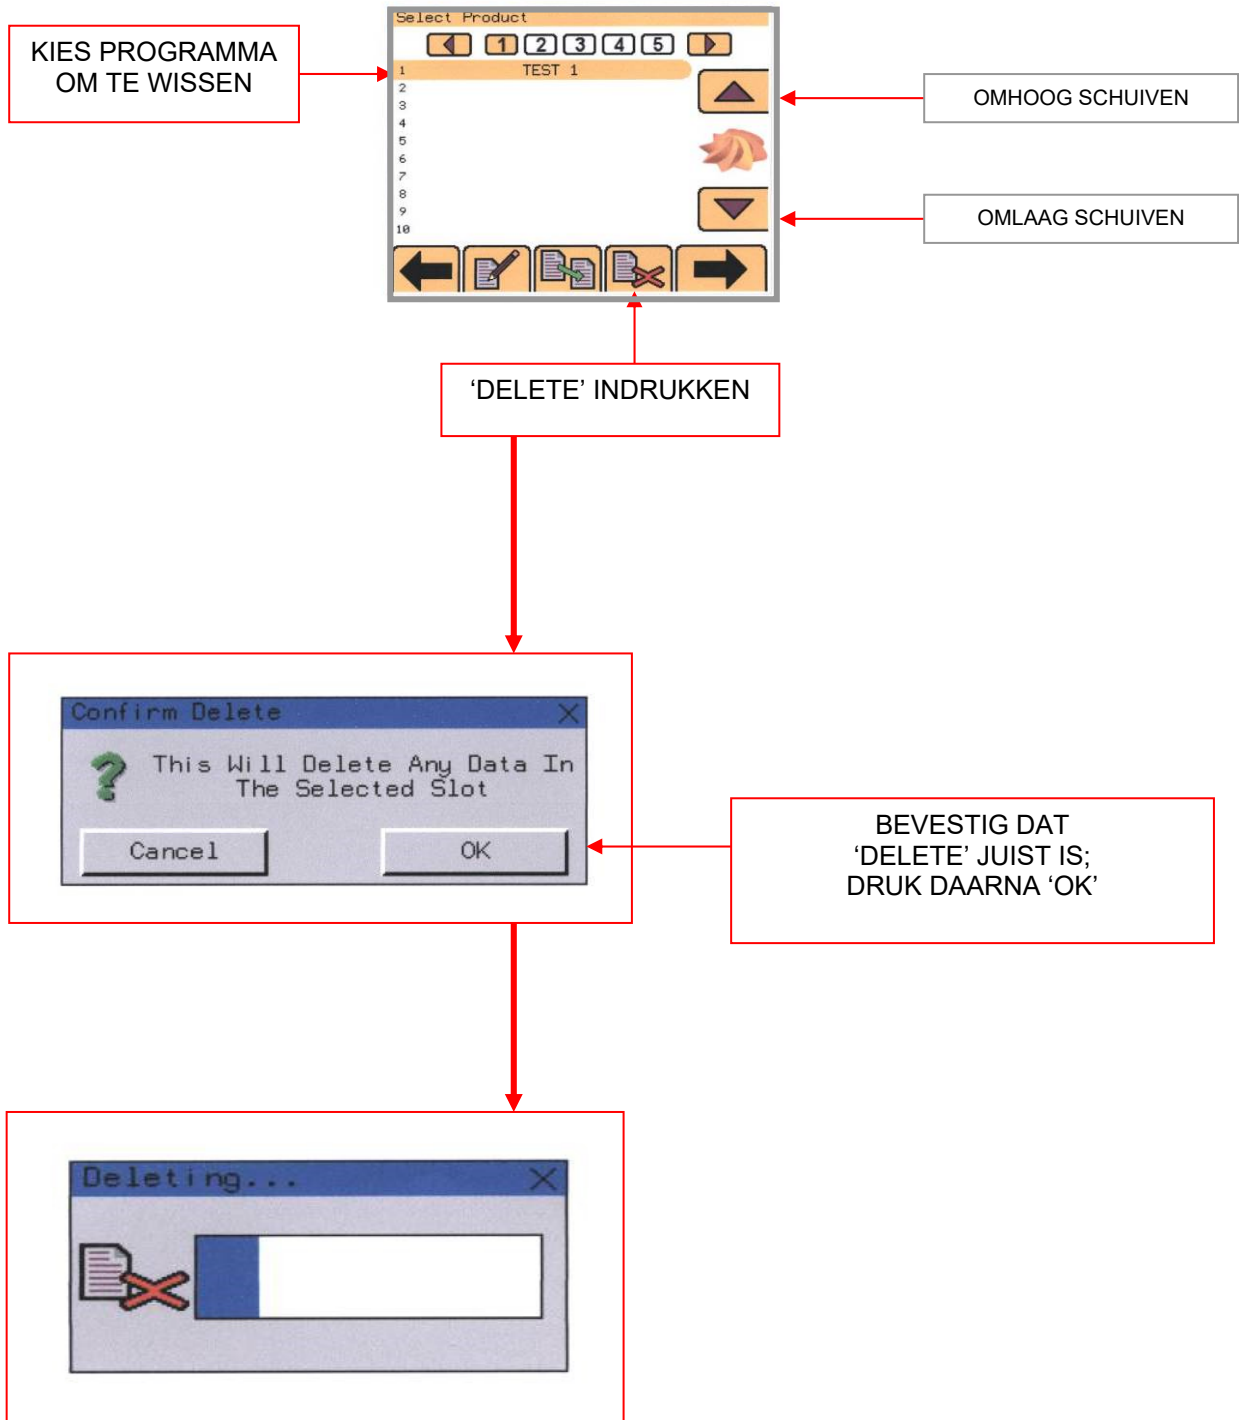 Select Product
KIES PROGRAMMA
OM TE WISSEN
1 2 3 4 5
1 TEST 1
2
3
4
5
6
7
8
9
10
OMHOOG SCHUIVEN
OMLAAG SCHUIVEN
‘DELETE’ INDRUKKEN
Confirm Delete
This Will Delete Any Data In
The Selected Slot
Cancel OK
BEVESTIG DAT
‘DELETE’ JUIST IS;
DRUK DAARNA ‘OK’
Deleting...